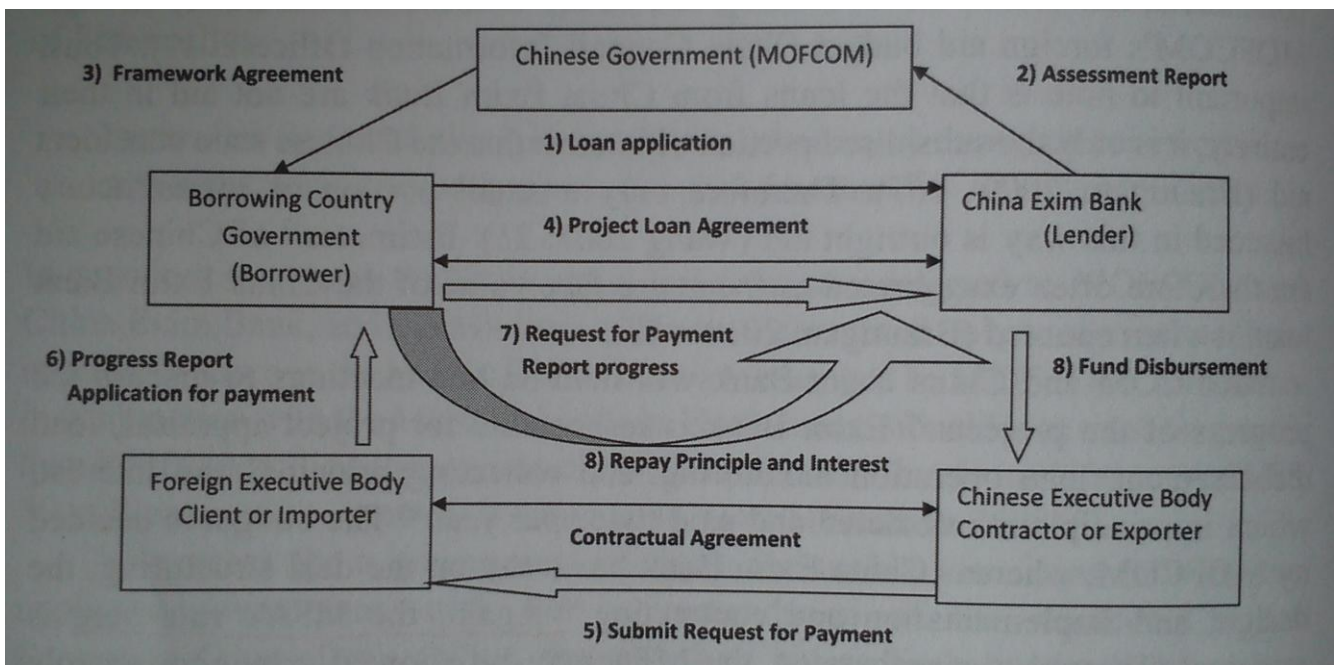 Chinese Government (MOFCOM)
3) Framework Agreement
2) Assessment Report
1) Loan application
Borrowing Country
Government
(Borrower)
China Exim Bank
(Lender)
4) Project Loan Agreement
7) Request for Payment
Report progress
6) Progress Report
Application for payment
8) Fund Disbursement
8) Repay Principle and Interest
Foreign Executive Body
Client or Importer
Chinese Executive Body
Contractor or Exporter
Contractual Agreement
5) Submit Request for Payment